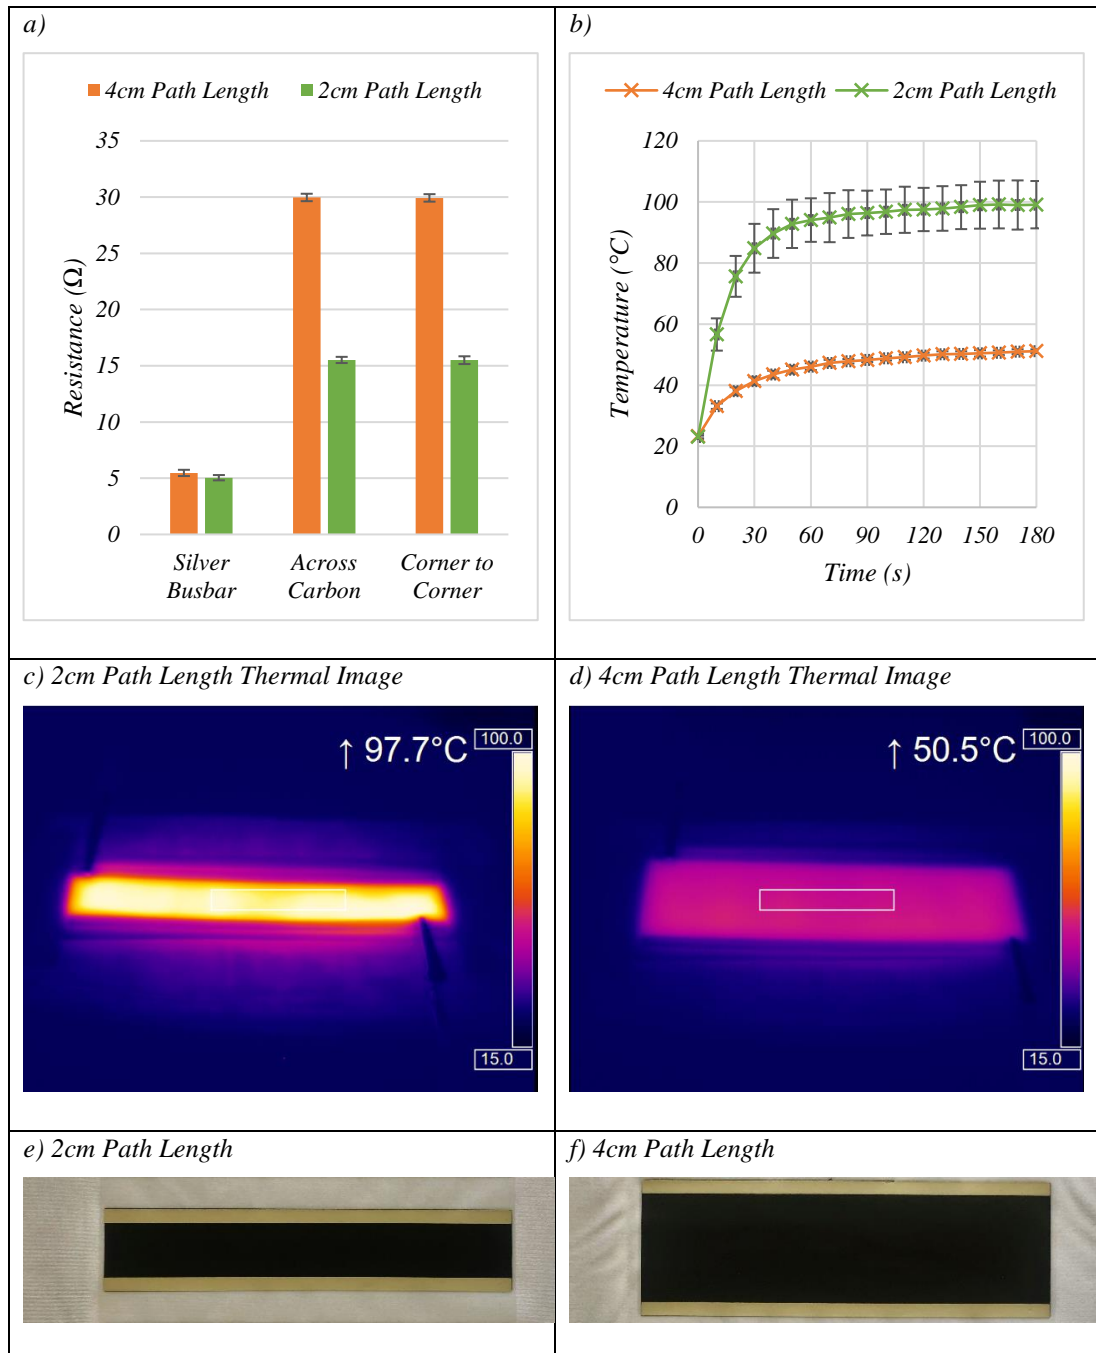 a)
4cm Path Length
2cm Path Length
35
30
25
20
15
10
5
0
Resistance (Ω)
Silver
Busbar
Across
Carbon
Corner to
Corner
b)
4cm Path Length
2cm Path Length
120
100
80
60
40
20
0
Temperature (°C)
0
30
60
90
120
150
180
Time (s)
c) 2cm Path Length Thermal Image
↑ 97.7°C
100.0
15.0
d) 4cm Path Length Thermal Image
↑ 50.5°C
100.0
15.0
e) 2cm Path Length
f) 4cm Path Length